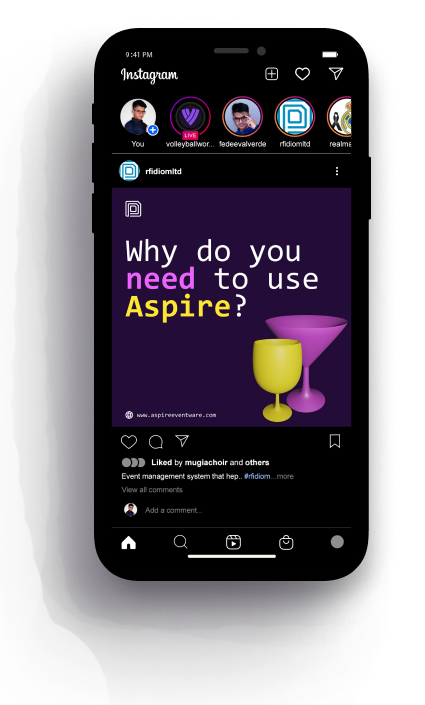 9:41 PM
Instagram
LIVE
You
volleyballwor...
fedeevalverde
rfidiomltd
realma
rfidiomltd
Why do you
need to use
Aspire?
www.aspireeventware.com
Liked by mugiachoir and others
Event management system that hep.. #rfidiom...more
View all comments
Add a comment..